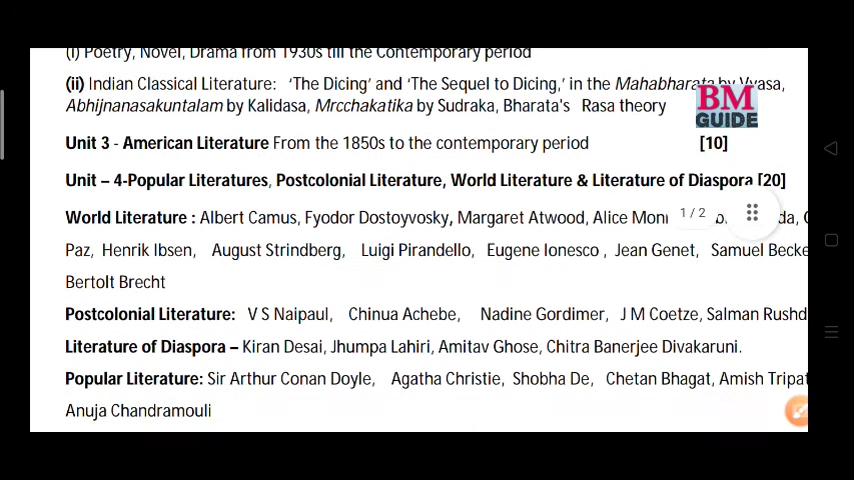 (i) Poetry, Novel, Drama from 1930s till the Contemporary period
(ii) Indian Classical Literature: 'The Dicing' and 'The Sequel to Dicing,' in the Mahabharata by Vyasa,
Abhijnanasakuntalam by Kalidasa, Mrcchakatika by Sudraka, Bharata's Rasa theory
BM
GUIDE
Unit 3 - American Literature From the 1850s to the contemporary period [10]
Unit – 4-Popular Literatures, Postcolonial Literature, World Literature & Literature of Diaspora [20]
1 / 2
World Literature : Albert Camus, Fyodor Dostoyvosky, Margaret Atwood, Alice
Paz, Henrik Ibsen, August Strindberg, Luigi Pirandello, Eugene Ionesco , Jean Genet, Samuel Becke
Bertolt Brecht
Postcolonial Literature: V S Naipaul, Chinua Achebe, Nadine Gordimer, J M Coetze, Salman Rushd
Literature of Diaspora – Kiran Desai, Jhumpa Lahiri, Amitav Ghose, Chitra Banerjee Divakaruni.
Popular Literature: Sir Arthur Conan Doyle, Agatha Christie, Shobha De, Chetan Bhagat, Amish Tripat
Anuja Chandramouli